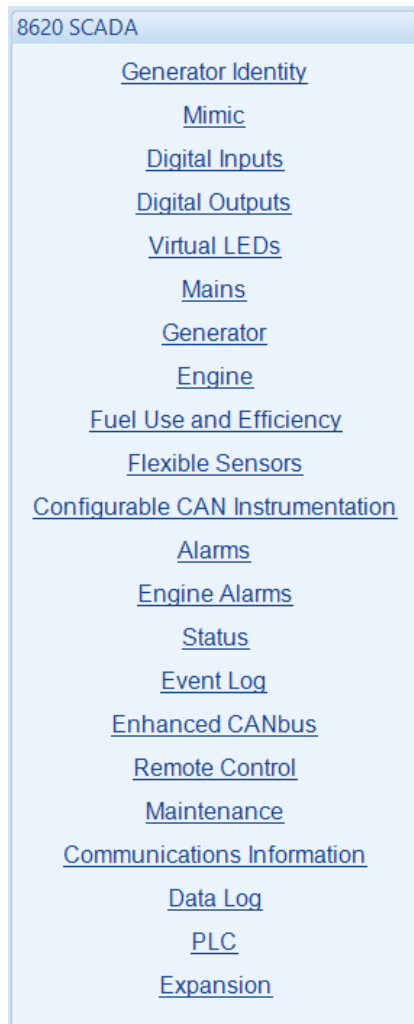 8620 SCADA
Generator Identity
Mimic
Digital Inputs
Digital Outputs
Virtual LEDs
Mains
Generator
Engine
Fuel Use and Efficiency
Flexible Sensors
Configurable CAN Instrumentation
Alarms
Engine Alarms
Status
Event Log
Enhanced CANbus
Remote Control
Maintenance
Communications Information
Data Log
PLC
Expansion